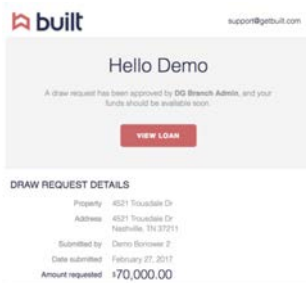 built
support@getbuilt.com
Hello Demo
A draw request has been approved by DG Branch Admin, and your
funds should be available soon.
VIEW LOAN
DRAW REQUEST DETAILS
Property 4521 Trousdale Dr
Address 4521 Trousdale Dr
Nashville, TN 37211
Submitted by Demo Borrower 2
Date submitted February 27, 2017
Amount requested $70,000.00